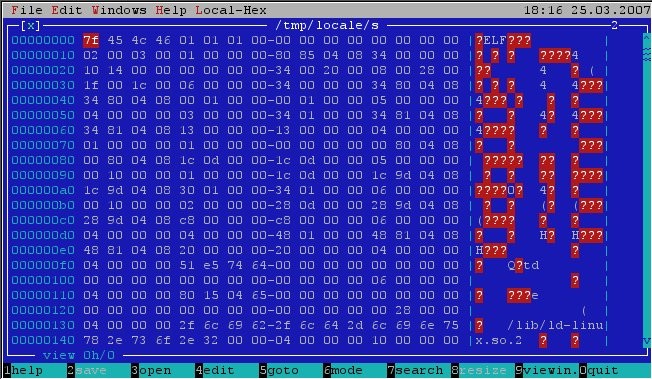 File Edit Windows Help Local-Hex 18:16 25.03.2007
[x] /tmp/locale/s 2
00000000 7f 45 4c 46 01 01 01 00-00 00 00 00 00 00 00 00 |?ELF???
00000010 02 00 03 00 01 00 00 00-80 85 04 08 34 00 00 00 |? ? ? ????4
00000020 10 14 00 00 00 00 00 00-34 00 20 00 08 00 28 00 |?? 4 ? (
00000030 1f 00 1c 00 06 00 00 00-34 00 00 00 34 80 04 08 |? ? ? 4 4???
00000040 34 80 04 08 00 01 00 00-00 01 00 00 05 00 00 00 |4??? ? ? ?
00000050 04 00 00 00 03 00 00 00-34 01 00 00 34 81 04 08 |? ? 4? 4???
00000060 34 81 04 08 13 00 00 00-13 00 00 00 04 00 00 00 |4???? ? ?
00000070 01 00 00 00 01 00 00 00-00 00 00 00 00 80 04 08 |? ? ???
00000080 00 80 04 08 1c 0d 00 00-1c 0d 00 00 05 00 00 00 | ????? ?? ?
00000090 00 10 00 00 01 00 00 00-1c 0d 00 00 1c 9d 04 08 | ? ? ?? ????
000000a0 1c 9d 04 08 30 01 00 00-34 01 00 00 06 00 00 00 |????0? 4? ?
000000b0 00 10 00 00 02 00 00 00-28 0d 00 00 28 9d 04 08 | ? ? (? (???
000000c0 28 9d 04 08 c8 00 00 00-c8 00 00 00 06 00 00 00 |(???? ? ?
000000d0 04 00 00 00 04 00 00 00-48 01 00 00 48 81 04 08 |? ? H? H???
000000e0 48 81 04 08 20 00 00 00-20 00 00 00 04 00 00 00 |H??? ?
000000f0 04 00 00 00 51 e5 74 64-00 00 00 00 00 00 00 00 |? Q?td
00000100 00 00 00 00 00 00 00 00-00 00 00 00 06 00 00 00 | ?
00000110 04 00 00 00 80 15 04 65-00 00 00 00 00 00 00 00 |? ???e
00000120 00 00 00 00 00 00 00 00-00 00 00 00 00 28 00 00 | (
00000130 04 00 00 00 2f 6c 69 62-2f 6c 64 2d 6c 69 6e 75 |? /lib/ld-linu
00000140 78 2e 73 6f 2e 32 00 00-04 00 00 00 10 00 00 00 |x.so.2 ? ?
view 0h/0
1help 2save 3open 4edit 5goto 6mode 7search 8resize 9viewin. 0quit